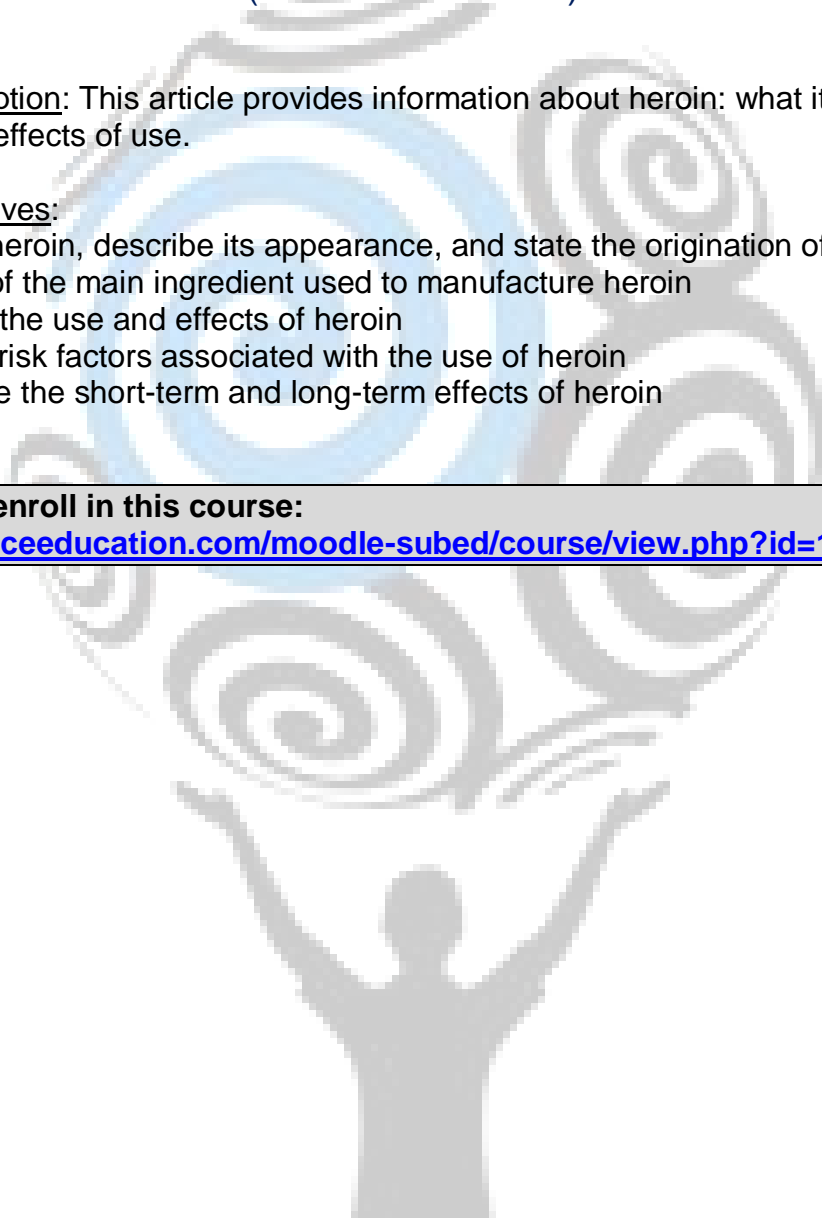 ption: This article provides information about heroin: what it
effects of use.
ves:
heroin, describe its appearance, and state the origination of
of the main ingredient used to manufacture heroin
the use and effects of heroin
risk factors associated with the use of heroin
e the short-term and long-term effects of heroin
enroll in this course:
ceeducation.com/moodle-subed/course/view.php?id=